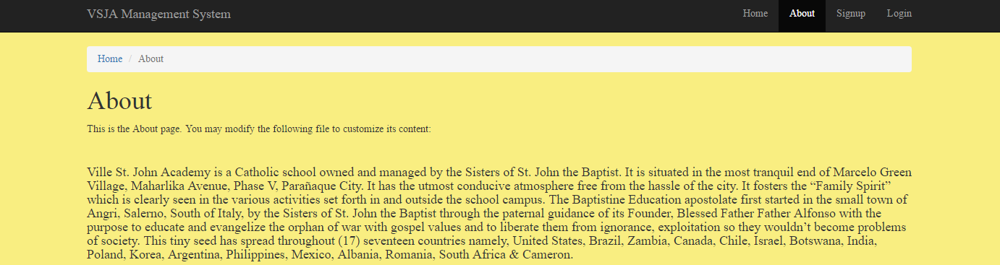 VSJA Management System Home About Signup Login
Home / About
About
This is the About page. You may modify the following file to customize its content:
Ville St. John Academy is a Catholic school owned and managed by the Sisters of St. John the Baptist. It is situated in the most tranquil end of Marcelo Green
Village, Maharlika Avenue, Phase V, Parañaque City. It has the utmost conducive atmosphere free from the hassle of the city. It fosters the “Family Spirit”
which is clearly seen in the various activities set forth in and outside the school campus. The Baptistine Education apostolate first started in the small town of
Angri, Salerno, South of Italy, by the Sisters of St. John the Baptist through the paternal guidance of its Founder, Blessed Father Father Alfonso with the
purpose to educate and evangelize the orphan of war with gospel values and to liberate them from ignorance, exploitation so they wouldn’t become problems
of society. This tiny seed has spread throughout (17) seventeen countries namely, United States, Brazil, Zambia, Canada, Chile, Israel, Botswana, India,
Poland, Korea, Argentina, Philippines, Mexico, Albania, Romania, South Africa & Cameron.